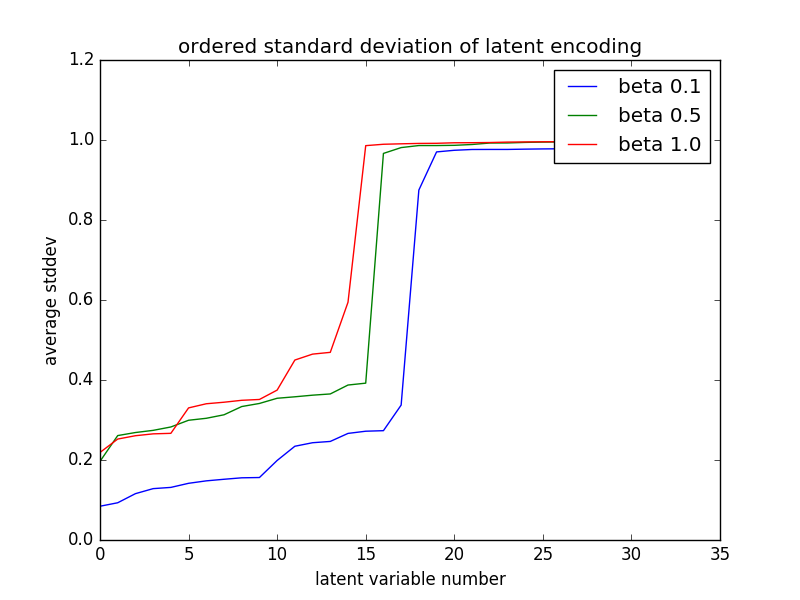 ordered standard deviation of latent encoding
1.2
1.0
0.8
0.6
0.4
0.2
0.0
average stddev
beta 0.1
beta 0.5
beta 1.0
0 5 10 15 20 25 30 35
latent variable number